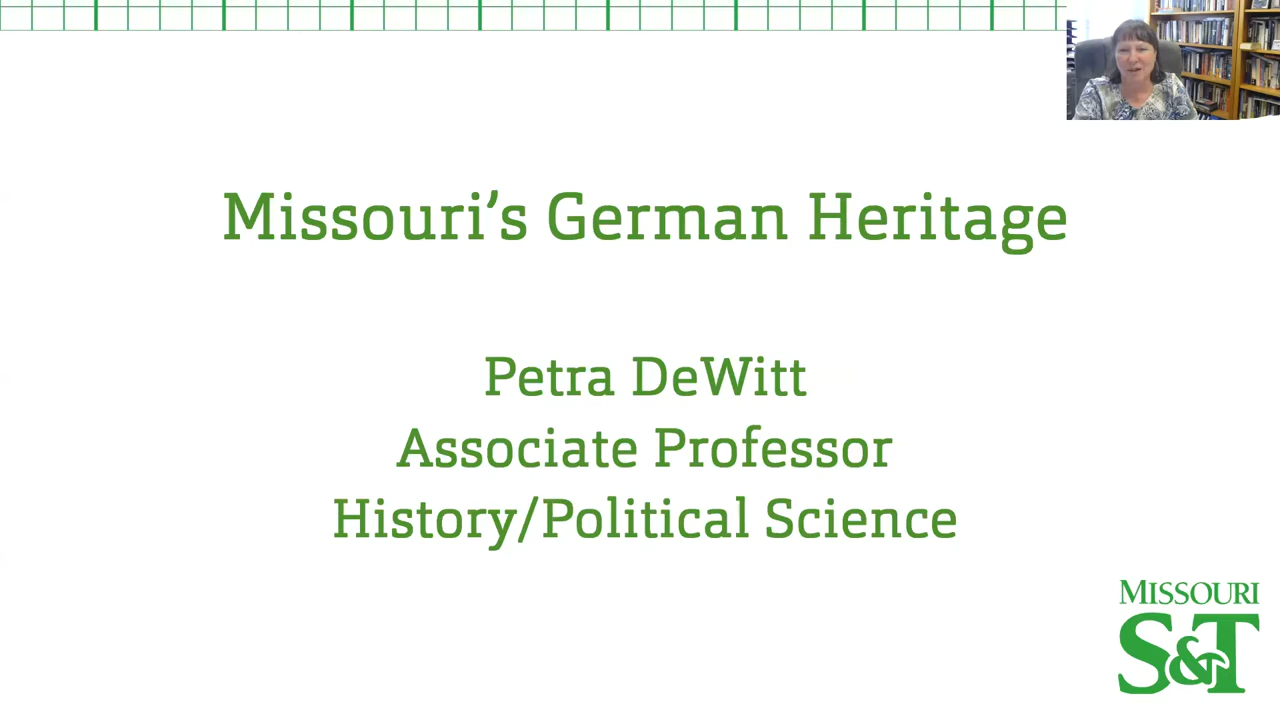 Missouri’s German Heritage
Petra DeWitt
Associate Professor
History/Political Science
MISSOURI
S&T